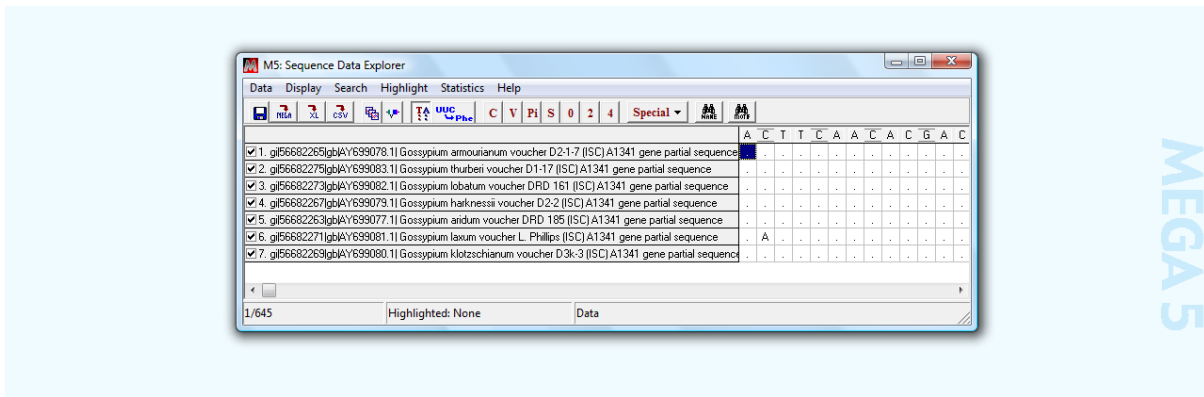 M5: Sequence Data Explorer
Data Display Search Highlight Statistics Help
MEGA XL CSV TA UUC Phe C V Pi S 0 2 4 Special NAME MOTIF
A C T T C A A C A C G A C
1. gi|56682265|gb|AY699078.1| Gossypium armourianum voucher D2-1-7 (ISC) A1341 gene partial sequence . . . . . . . . . . . . .
2. gi|56682275|gb|AY699083.1| Gossypium thurberi voucher D1-17 (ISC) A1341 gene partial sequence . . . . . . . . . . . . .
3. gi|56682273|gb|AY699082.1| Gossypium lobatum voucher DRD 161 (ISC) A1341 gene partial sequence . . . . . . . . . . . . .
4. gi|56682267|gb|AY699079.1| Gossypium harknessii voucher D2-2 (ISC) A1341 gene partial sequence . . . . . . . . . . . . .
5. gi|56682263|gb|AY699077.1| Gossypium aridum voucher DRD 185 (ISC) A1341 gene partial sequence . . . . . . . . . . . . .
6. gi|56682271|gb|AY699081.1| Gossypium laxum voucher L. Phillips (ISC) A1341 gene partial sequence . A . . . . . . . . . . .
7. gi|56682269|gb|AY699080.1| Gossypium klotzschianum voucher D3k-3 (ISC) A1341 gene partial sequence . . . . . . . . . . . . .
1/645 Highlighted: None Data
MEGA 5